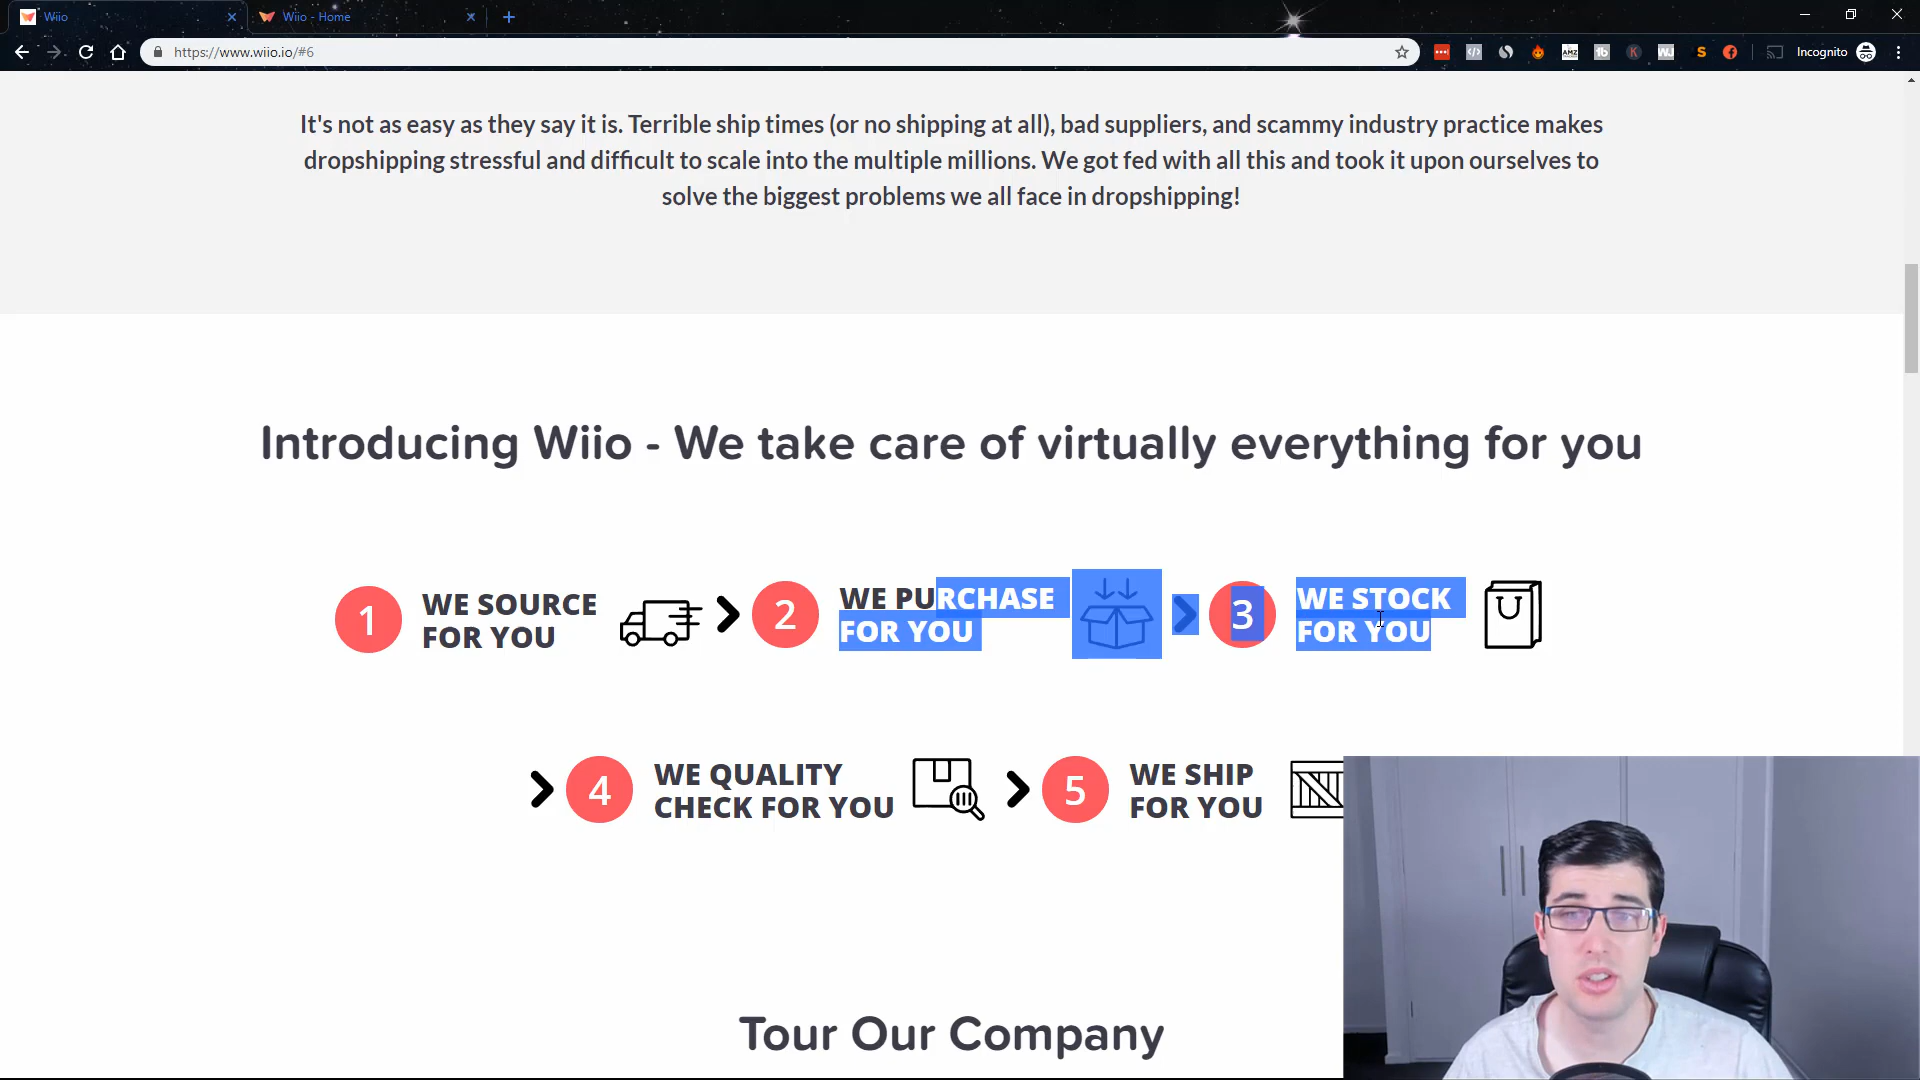 Wiio
Wiio - Home
https://www.wiio.io/#6
Incognito
It's not as easy as they say it is. Terrible ship times (or no shipping at all), bad suppliers, and scammy industry practice makes
dropshipping stressful and difficult to scale into the multiple millions. We got fed with all this and took it upon ourselves to
solve the biggest problems we all face in dropshipping!
Introducing Wiio - We take care of virtually everything for you
1 WE SOURCE
FOR YOU
2 WE PURCHASE
FOR YOU
3 WE STOCK
FOR YOU
4 WE QUALITY
CHECK FOR YOU
5 WE SHIP
FOR YOU
Tour Our Company